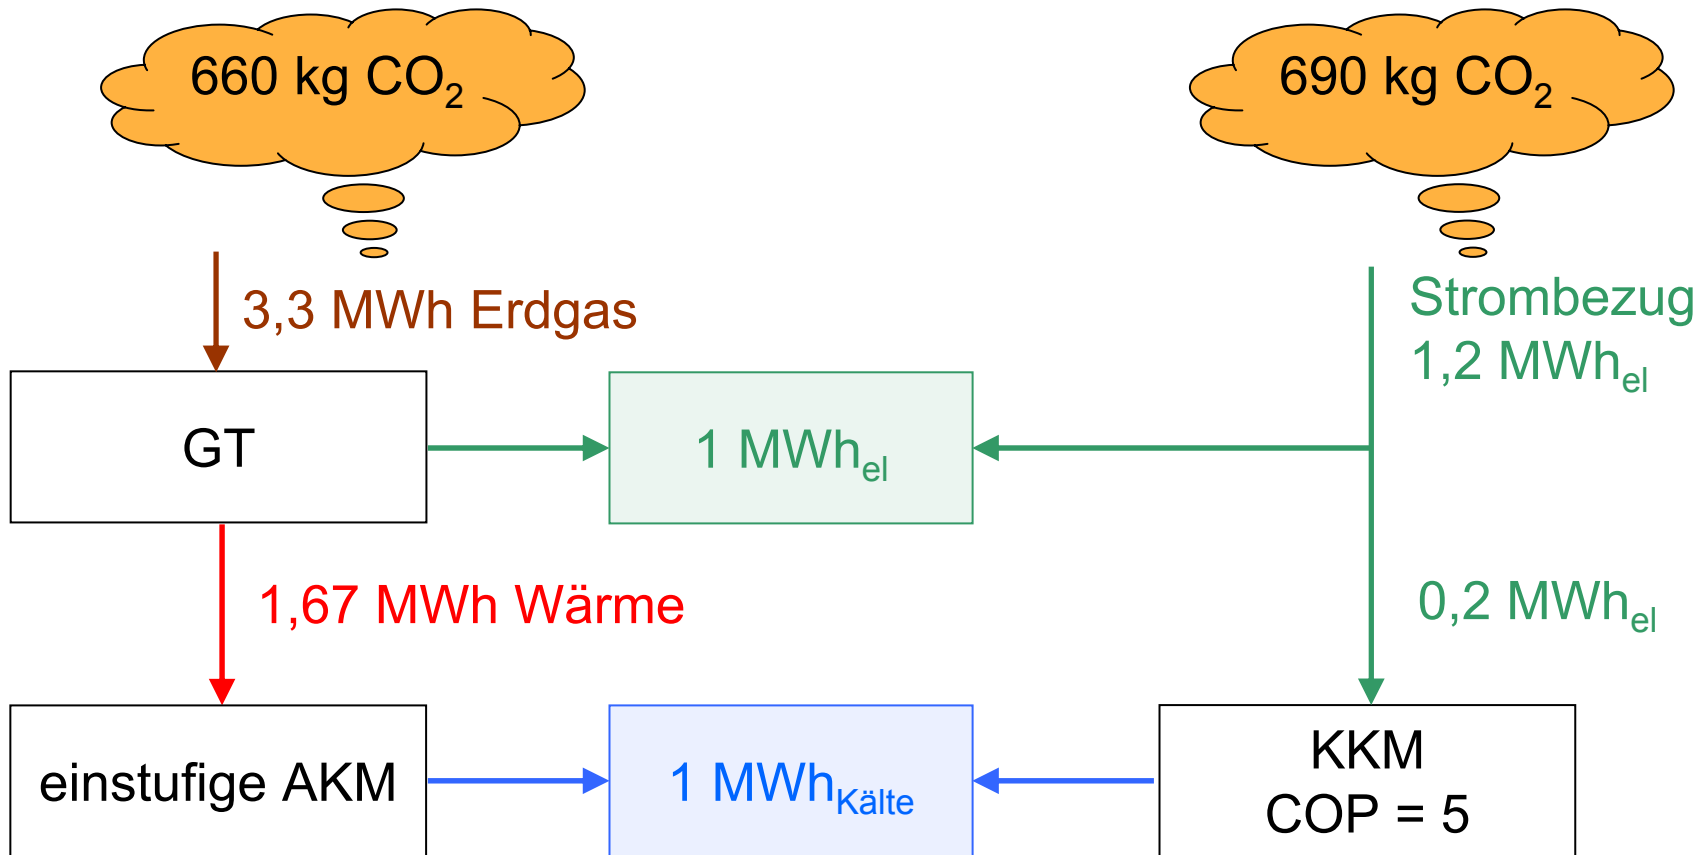 660 kg CO₂
690 kg CO₂
3,3 MWh Erdgas
Strombezug
1,2 MWhₑₗ
GT
1 MWhₑₗ
1,67 MWh Wärme
0,2 MWhₑₗ
einstufige AKM
1 MWhKälte
KKM
COP = 5